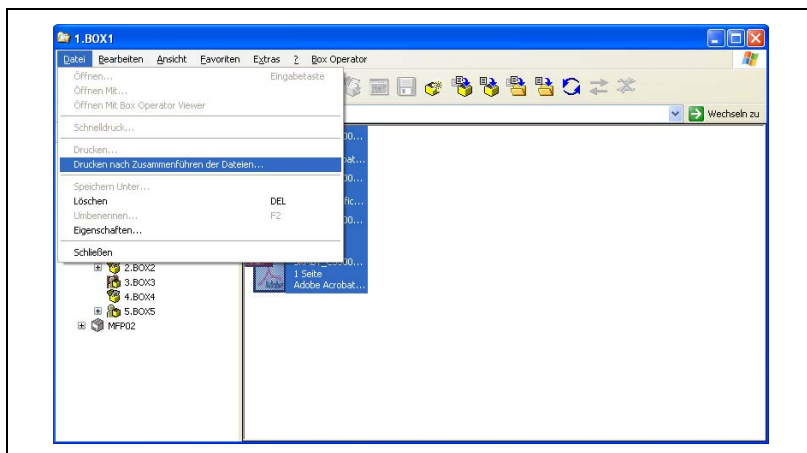 1.BOX1
Datei Bearbeiten Ansicht Favoriten Extras ? Box Operator
Öffnen... Eingabetaste
Öffnen Mit...
Öffnen Mit Box Operator Viewer
Wechseln zu
Schnelldruck...
Drucken...
Drucken nach Zusammenführen der Dateien...
Speichern Unter...
Löschen DEL
Umbenennen... F2
Eigenschaften...
Schließen
1 Seite
Adobe Acrobat...
2.BOX2
3.BOX3
4.BOX4
5.BOX5
MFP02